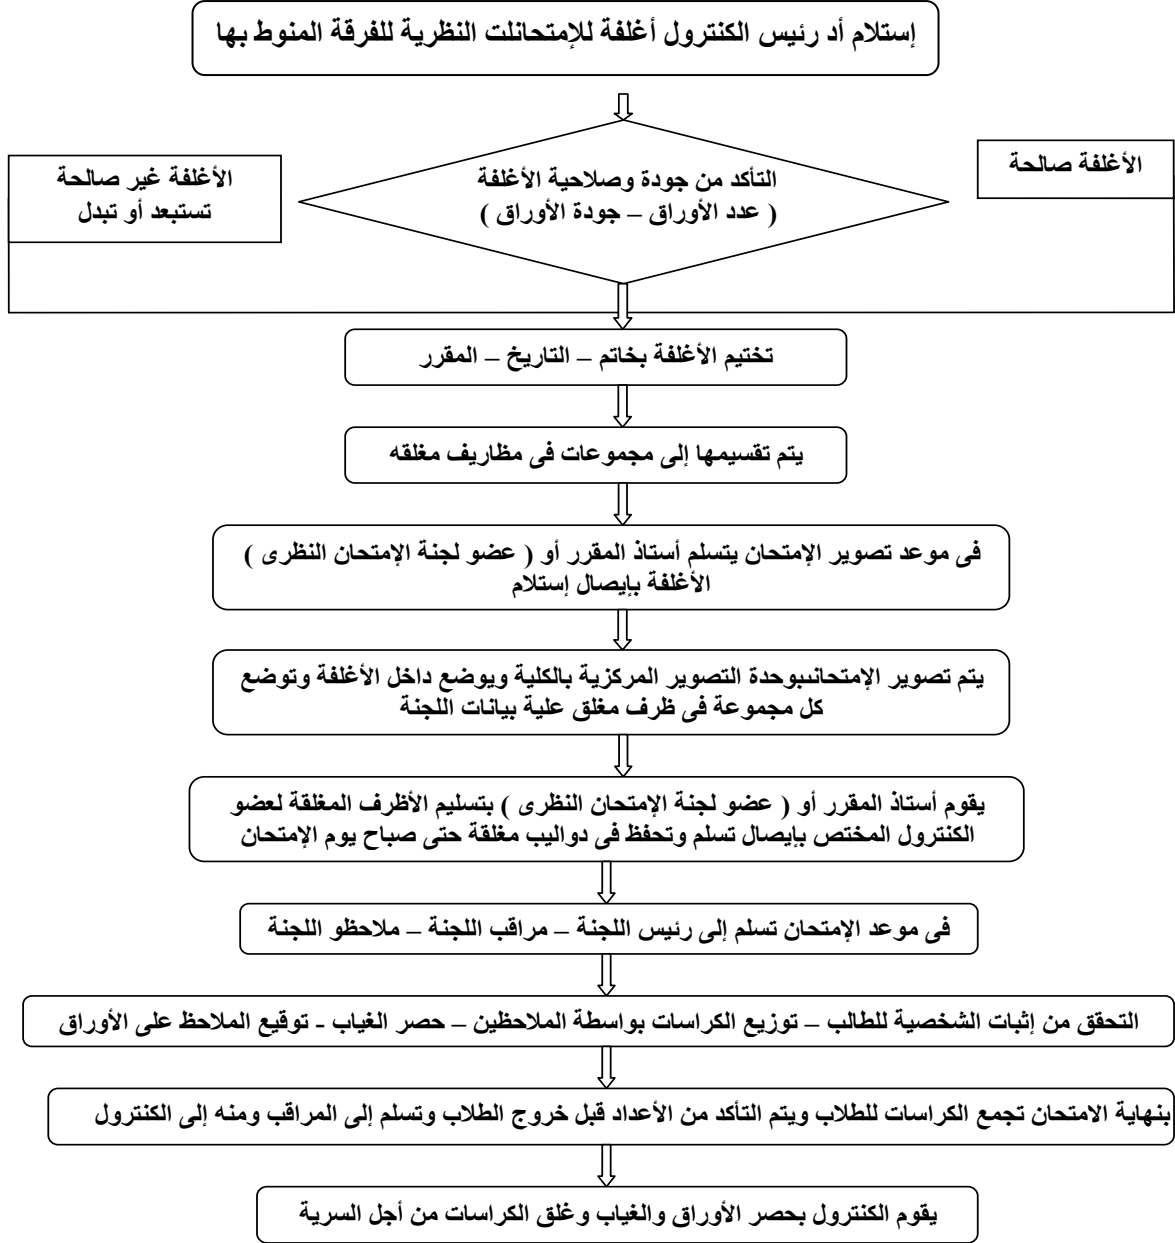 إستلام أد رئيس الكنترول أغلفة للإمتحانلت النظرية للفرقة المنوط بها
التأكد من جودة وصلاحية الأغلفة
( عدد الأوراق – جودة الأوراق )
الأغلفة صالحة
الأغلفة غير صالحة
تستبعد أو تبدل
تختيم الأغلفة بخاتم – التاريخ – المقرر
يتم تقسيمها إلى مجموعات فى مظاريف مغلقه
فى موعد تصوير الإمتحان يتسلم أستاذ المقرر أو ( عضو لجنة الإمتحان النظرى )
الأغلفة بإيصال إستلام
يتم تصوير الإمتحانببوحدة التصوير المركزية بالكلية ويوضع داخل الأغلفة وتوضع
كل مجموعة فى ظرف مغلق علية بيانات اللجنة
يقوم أستاذ المقرر أو ( عضو لجنة الإمتحان النظرى ) بتسليم الأظرف المغلقة لعضو
الكنترول المختص بإيصال تسلم وتحفظ فى دواليب مغلقة حتى صباح يوم الإمتحان
فى موعد الإمتحان تسلم إلى رئيس اللجنة – مراقب اللجنة – ملاحظو اللجنة
التحقق من إثبات الشخصية للطالب – توزيع الكراسات بواسطة الملاحظين – حصر الغياب - توقيع الملاحظ على الأوراق
بنهاية الامتحان تجمع الكراسات للطلاب ويتم التأكد من الأعداد قبل خروج الطلاب وتسلم إلى المراقب ومنه إلى الكنترول
يقوم الكنترول بحصر الأوراق والغياب وغلق الكراسات من أجل السرية